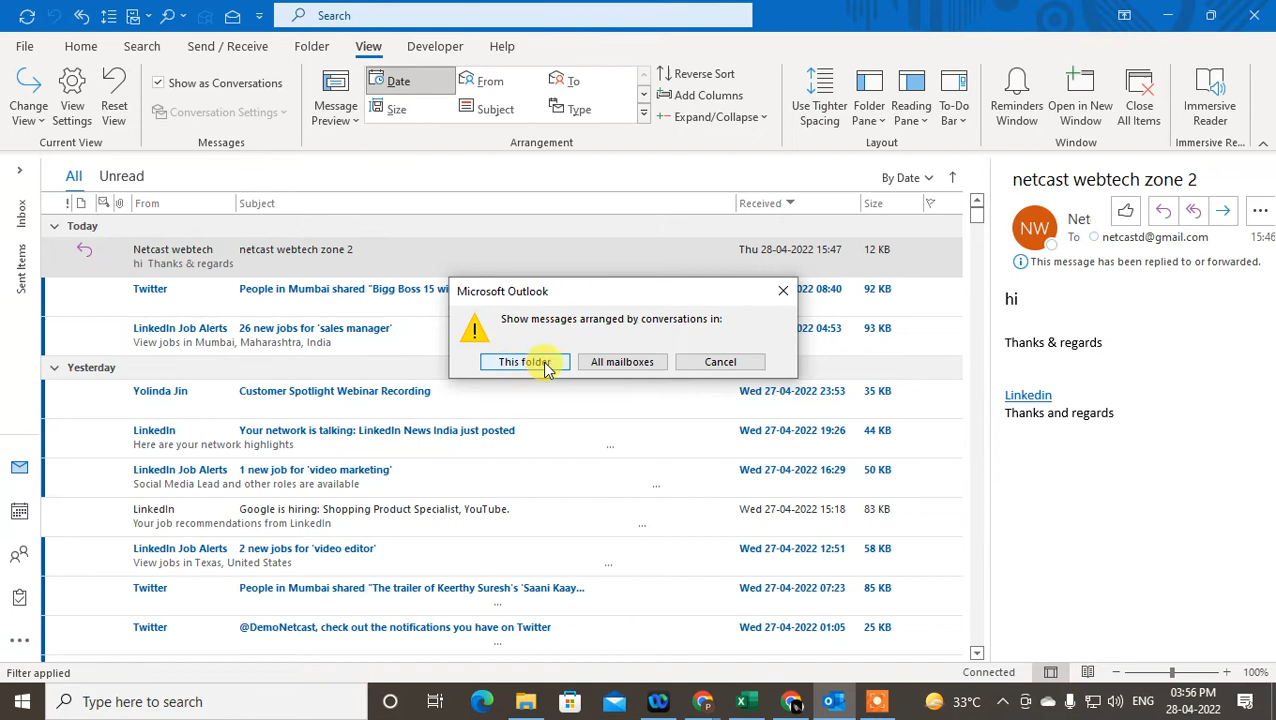 Search
File Home Search Send / Receive Folder View Developer Help
Change View
View Settings
Reset View
Current View
Show as Conversations
Conversation Settings
Messages
Message Preview
Date From To
Size Subject Type
Arrangement
Reverse Sort
Add Columns
Expand/Collapse
Use Tighter Spacing
Folder Pane
Reading Pane
To-Do Bar
Layout
Reminders Window
Open in New Window
Close All Items
Window
Immersive Reader
Immersive Re...
Inbox
Sent Items
All Unread
By Date
From Subject Received Size
Today
Netcast webtech netcast webtech zone 2 Thu 28-04-2022 15:47 12 KB
hi Thanks & regards
Twitter People in Mumbai shared "Bigg Boss 15 wi 08:40 92 KB
LinkedIn Job Alerts 26 new jobs for 'sales manager' 04:53 93 KB
View jobs in Mumbai, Maharashtra, India
Yesterday
Yolinda Jin Customer Spotlight Webinar Recording Wed 27-04-2022 23:53 35 KB
LinkedIn Your network is talking: LinkedIn News India just posted Wed 27-04-2022 19:26 44 KB
Here are your network highlights ...
LinkedIn Job Alerts 1 new job for 'video marketing' Wed 27-04-2022 16:29 50 KB
Social Media Lead and other roles are available ...
LinkedIn Google is hiring: Shopping Product Specialist, YouTube. Wed 27-04-2022 15:18 83 KB
Your job recommendations from LinkedIn ...
LinkedIn Job Alerts 2 new jobs for 'video editor' Wed 27-04-2022 12:51 58 KB
View jobs in Texas, United States ...
Twitter People in Mumbai shared "The trailer of Keerthy Suresh's 'Saani Kaay... Wed 27-04-2022 07:23 85 KB
...
Twitter @DemoNetcast, check out the notifications you have on Twitter Wed 27-04-2022 01:05 25 KB
...
Microsoft Outlook
Show messages arranged by conversations in:
This folder All mailboxes Cancel
netcast webtech zone 2
NW
Net
To netcastd@gmail.com 15:46
This message has been replied to or forwarded.
hi
Thanks & regards
Linkedin
Thanks and regards
Filter applied
Connected
100%
Type here to search
33°C
ENG
03:56 PM
28-04-2022